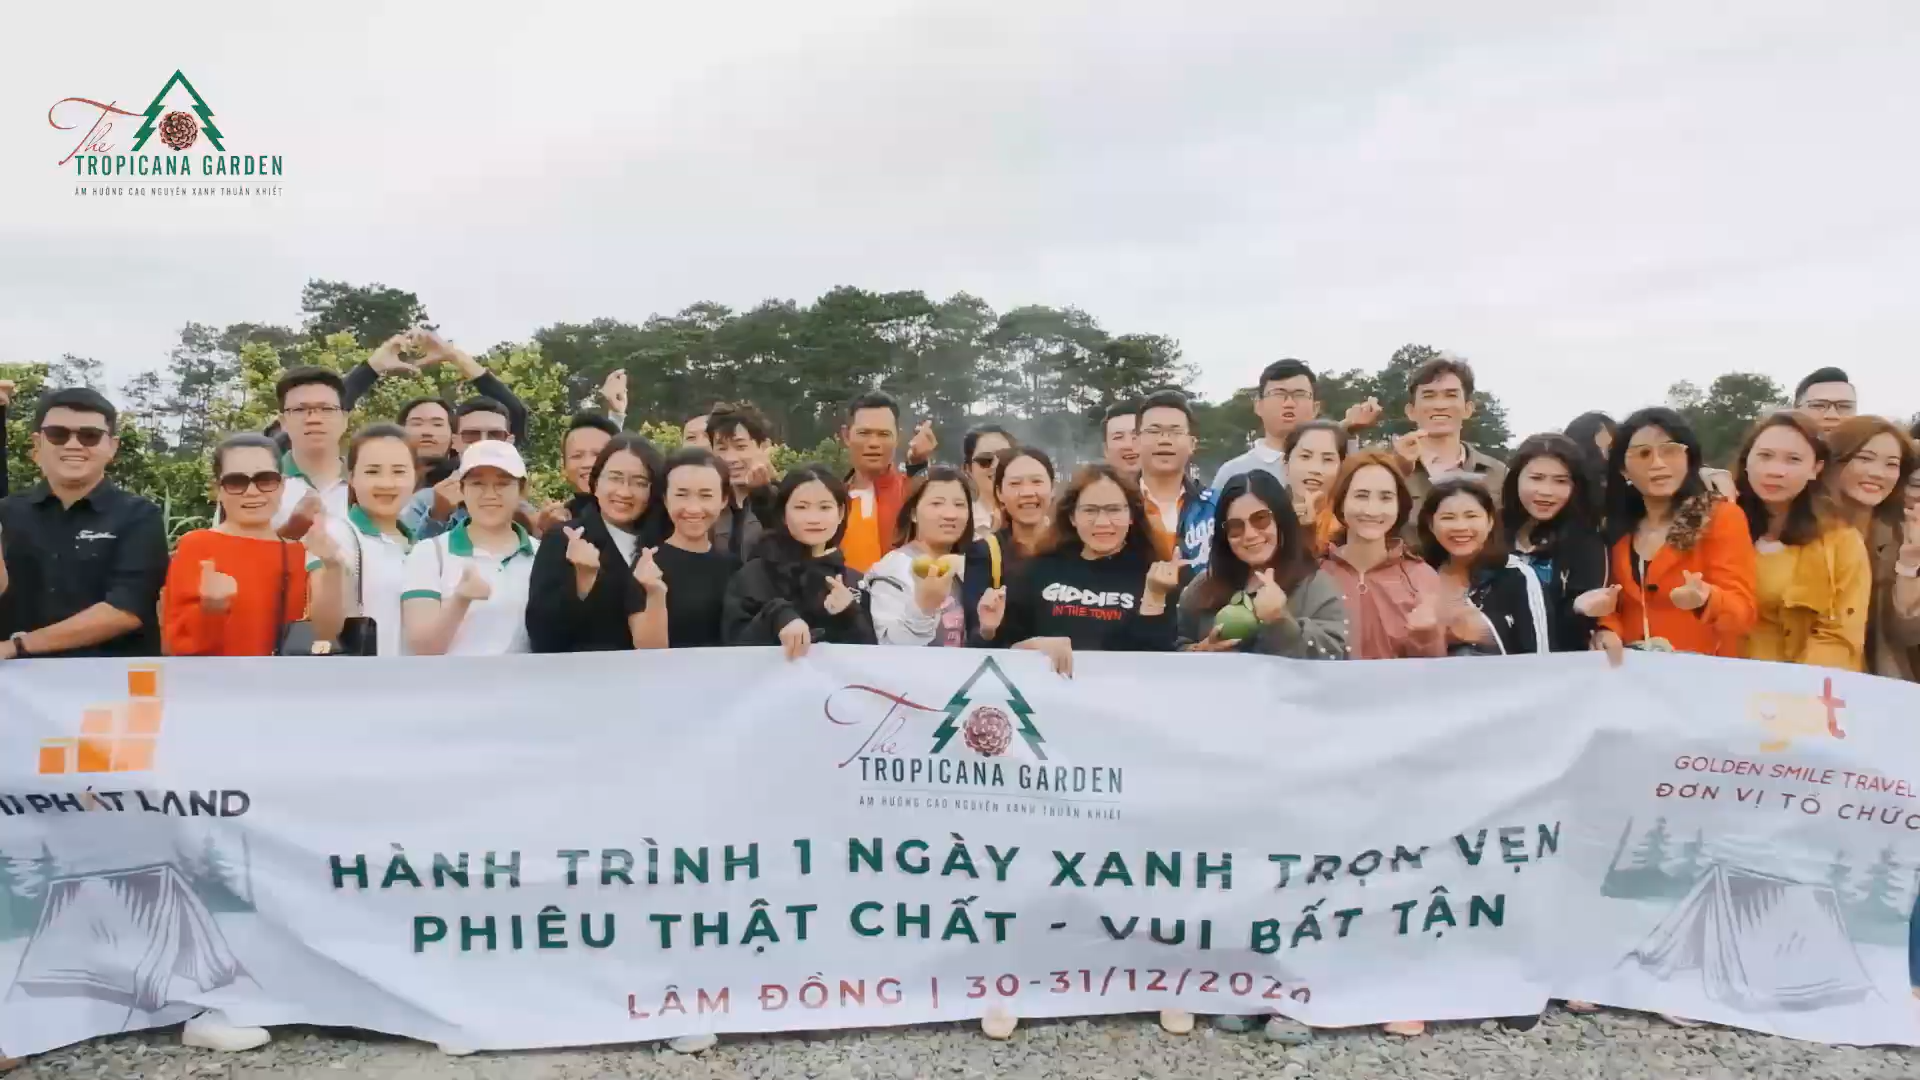 The
TROPICANA GARDEN
ÂM HƯỞNG CAO NGUYÊN XANH THUẦN KHIẾT
GIDDIES
IN THE TOWN
The
TROPICANA GARDEN
ÂM HƯỞNG CAO NGUYÊN XANH THUẦN KHIẾT
PHÁT LAND
gst
GOLDEN SMILE TRAVEL
ĐƠN VỊ TỔ CHỨC
HÀNH TRÌNH 1 NGÀY XANH TRỌN VẸN
PHIÊU THẬT CHẤT - VUI BẤT TẬN
LÂM ĐỒNG | 30-31/12/2020